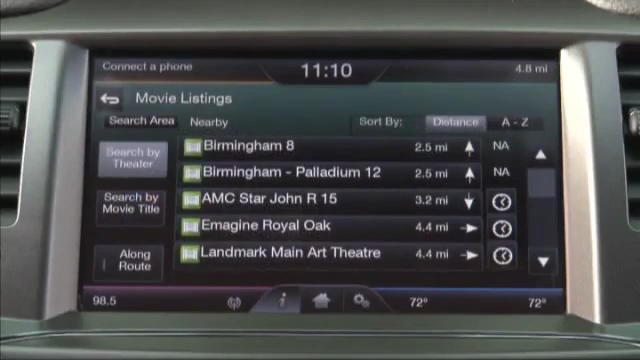 Connect a phone 11:10 4.8 mi
Movie Listings
Search Area Nearby Sort By: Distance A - Z
Search by Theater
Birmingham 8 2.5 mi NA
Birmingham - Palladium 12 2.5 mi NA
Search by Movie Title
AMC Star John R 15 3.2 mi
Emagine Royal Oak 4.4 mi
Along Route
Landmark Main Art Theatre 4.4 mi
98.5 i 72° 72°